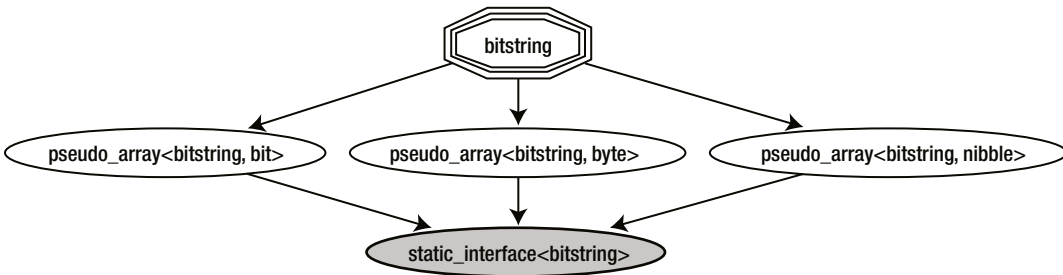 bitstring
pseudo_array<bitstring, bit>
pseudo_array<bitstring, byte>
pseudo_array<bitstring, nibble>
static_interface<bitstring>